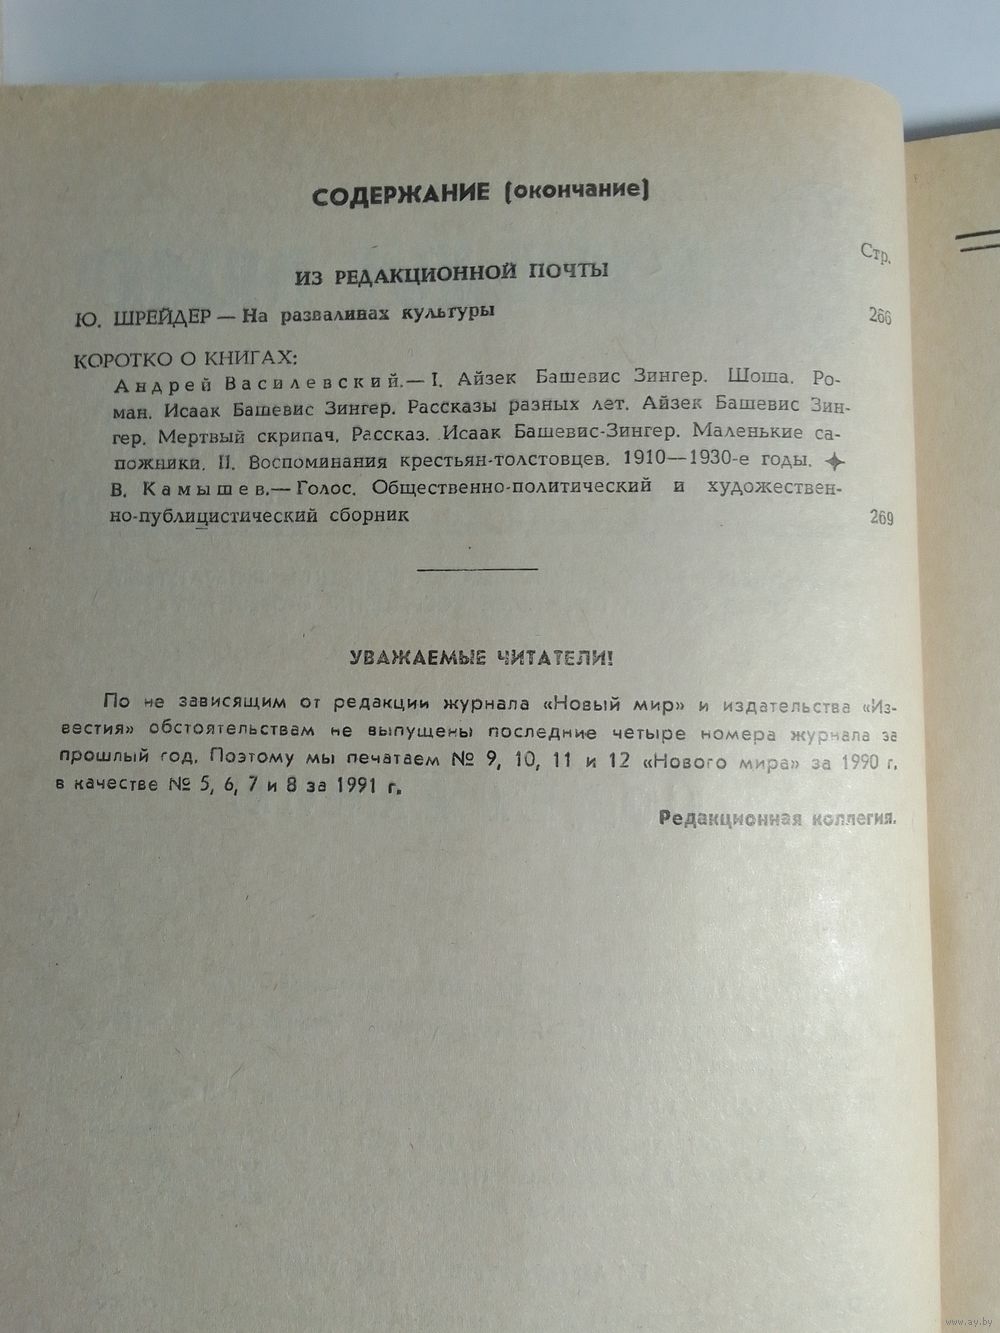 СОДЕРЖАНИЕ (окончание)
Стр.
ИЗ РЕДАКЦИОННОЙ ПОЧТЫ
Ю. ШРЕЙДЕР — На развалинах культуры 266
КОРОТКО О КНИГАХ:
Андрей Василевский.— I. Айзек Башевис Зингер. Шоша. Ро-
ман. Исаак Башевис Зингер. Рассказы разных лет. Айзек Башевис Зин-
гер. Мертвый скрипач. Рассказ. Исаак Башевис-Зингер. Маленькие са-
пожники. II. Воспоминания крестьян-толстовцев. 1910—1930-е годы. ✦
В. Камышев.— Голос. Общественно-политический и художествен-
но-публицистический сборник 269
УВАЖАЕМЫЕ ЧИТАТЕЛИ!
По не зависящим от редакции журнала «Новый мир» и издательства «Из-
вестия» обстоятельствам не выпущены последние четыре номера журнала за
прошлый год. Поэтому мы печатаем № 9, 10, 11 и 12 «Нового мира» за 1990 г.
в качестве № 5, 6, 7 и 8 за 1991 г.
Редакционная коллегия.
www.ay.by